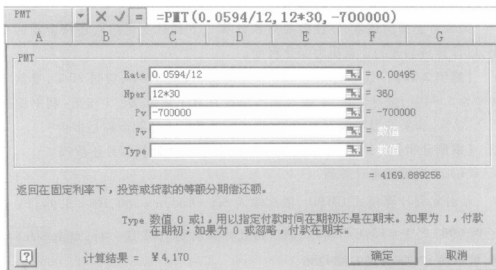 PMT =PMT(0.0594/12,12*30,-700000)
A B C D E F G
PMT
Rate 0.0594/12 = 0.00495
Nper 12*30 = 360
Pv -700000 = -700000
Fv = 数值
Type = 数值
= 4169.889256
返回在固定利率下，投资或贷款的等额分期偿还额。
Type 数值 0 或1，用以指定付款时间在期初还是在期末。如果为 1，付款
在期初；如果为 0 或忽略，付款在期末。
计算结果 = ￥4,170 确定 取消